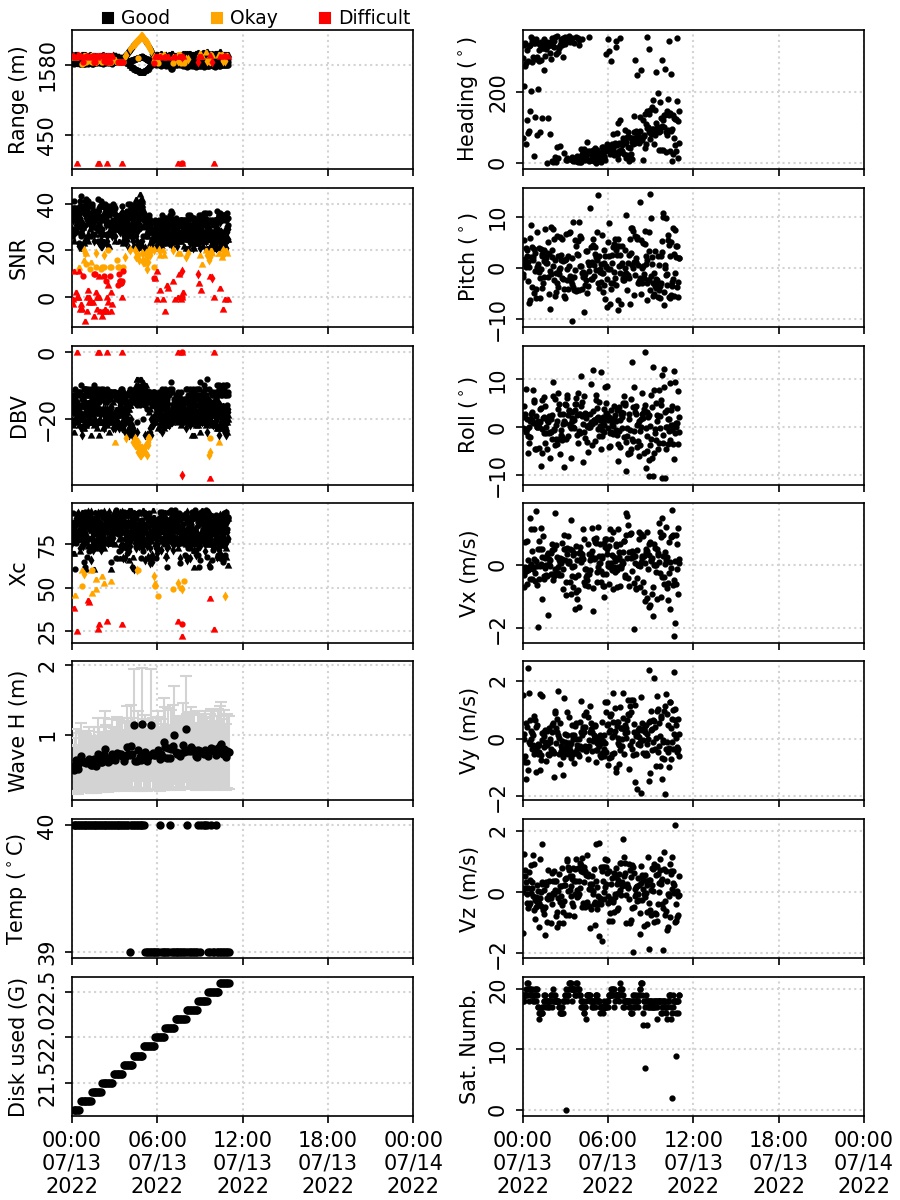 Good Okay Difficult
Range (m)
1580
450
Heading (°)
200
0
SNR
40
20
0
Pitch (°)
10
0
−10
DBV
0
−20
Roll (°)
10
0
−10
Xc
75
50
25
Vx (m/s)
0
−2
Wave H (m)
2
1
Vy (m/s)
2
0
−2
Temp (°C)
40
39
Vz (m/s)
2
0
−2
Disk used (G)
22.5
22.0
21.5
Sat. Numb.
20
10
0
00:00 06:00 12:00 18:00 00:00
07/13 07/13 07/13 07/13 07/14
2022 2022 2022 2022 2022
00:00 06:00 12:00 18:00 00:00
07/13 07/13 07/13 07/13 07/14
2022 2022 2022 2022 2022